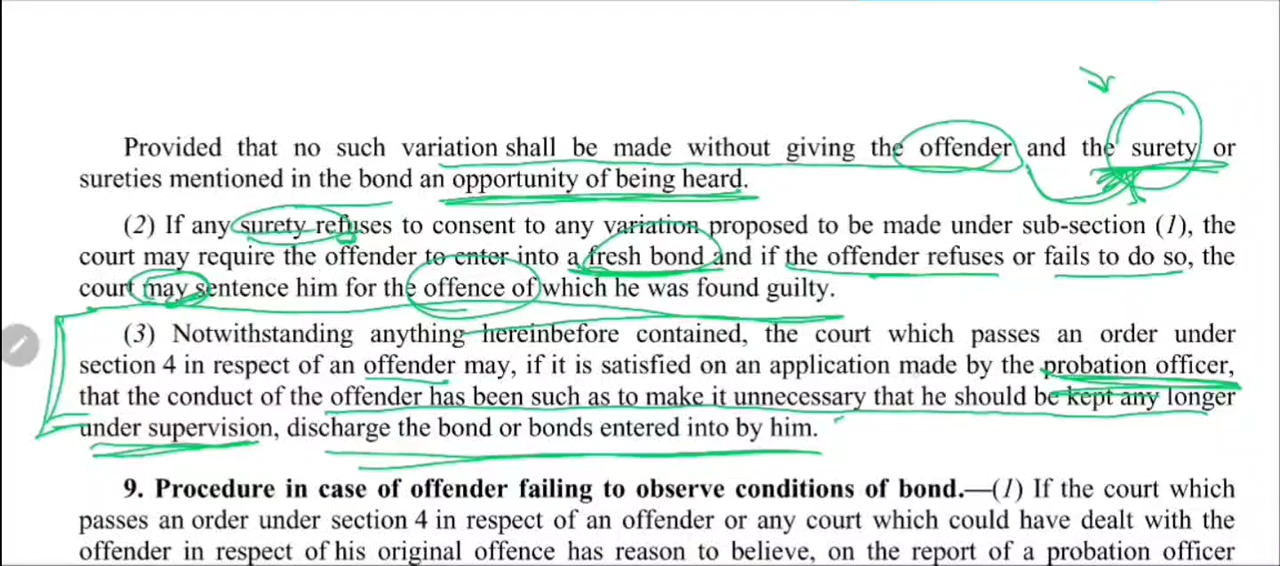 Provided that no such variation shall be made without giving the offender and the surety or
sureties mentioned in the bond an opportunity of being heard.
(2) If any surety refuses to consent to any variation proposed to be made under sub-section (1), the
court may require the offender to enter into a fresh bond and if the offender refuses or fails to do so, the
court may sentence him for the offence of which he was found guilty.
(3) Notwithstanding anything hereinbefore contained, the court which passes an order under
section 4 in respect of an offender may, if it is satisfied on an application made by the probation officer,
that the conduct of the offender has been such as to make it unnecessary that he should be kept any longer
under supervision, discharge the bond or bonds entered into by him.
9. Procedure in case of offender failing to observe conditions of bond.—(1) If the court which
passes an order under section 4 in respect of an offender or any court which could have dealt with the
offender in respect of his original offence has reason to believe, on the report of a probation officer